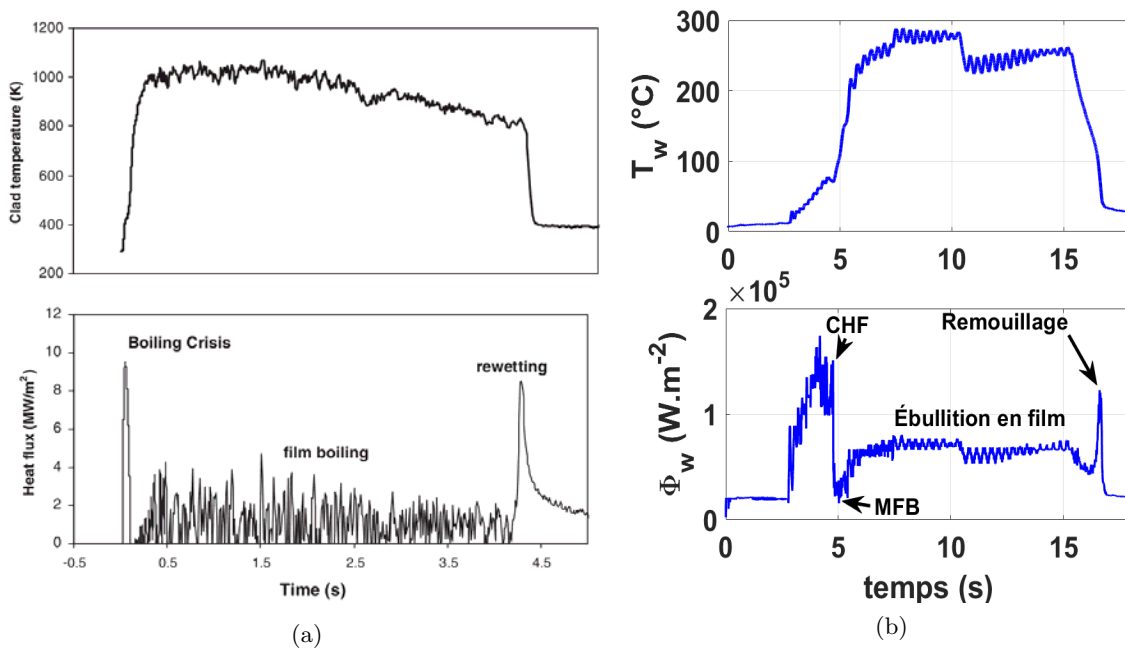 1200
1000
800
600
400
200
Clad temperature (K)
12
10
8
6
4
2
0
Heat flux (MW/m²)
Boiling Crisis
rewetting
film boiling
-0.5 0.5 1.5 2.5 3.5 4.5
Time (s)
(a)
300
200
100
0
T_w (°C)
0 5 10 15
×10^5
2
1
0
Φ_w (W.m^-2)
CHF
Remouillage
Ébullition en film
MFB
0 5 10 15
temps (s)
(b)